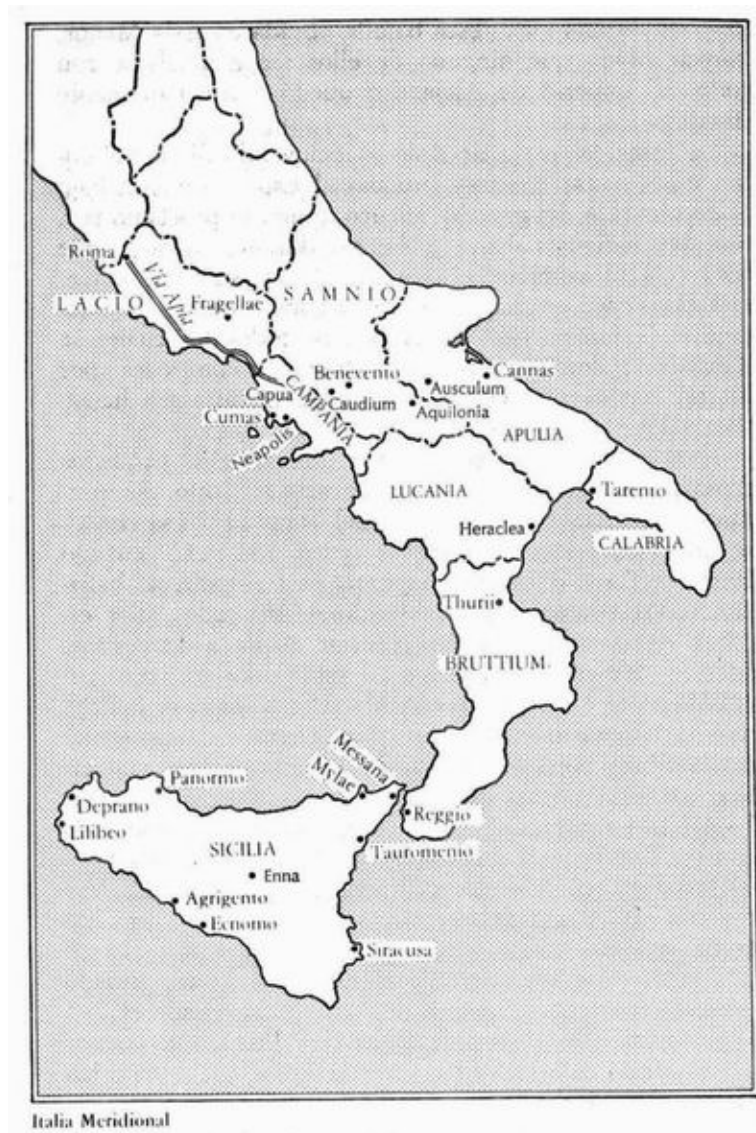 Roma
Via Apia
LACIO
Fragellae
SAMNIO
Benevento
Cannas
Ausculum
Capua
CAMPANIA
Caudium
Aquilonia
Cumas
Neapolis
APULIA
LUCANIA
Tarento
Heraclea
CALABRIA
Thurii
BRUTTIUM
Messana
Mylae
Panormo
Deprano
Reggio
Lilibeo
SICILIA
Tauromenio
Enna
Agrigento
Ecnomo
Siracusa
Italia Meridional